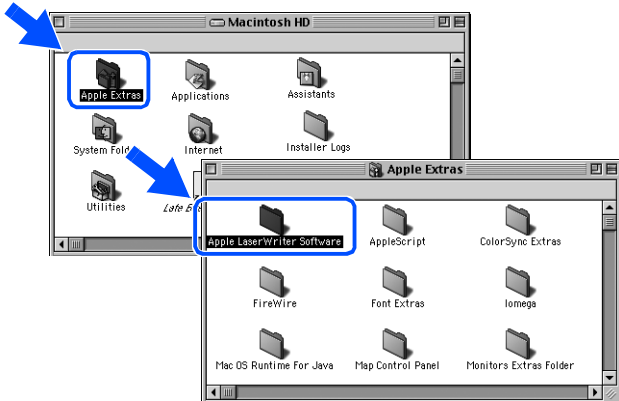 Macintosh HD
Apple Extras
Applications
Assistants
System Fold
Internet
Installer Logs
Utilities
Late B
Apple Extras
Apple LaserWriter Software
AppleScript
ColorSync Extras
FireWire
Font Extras
Iomega
Mac OS Runtime For Java
Map Control Panel
Monitors Extras Folder